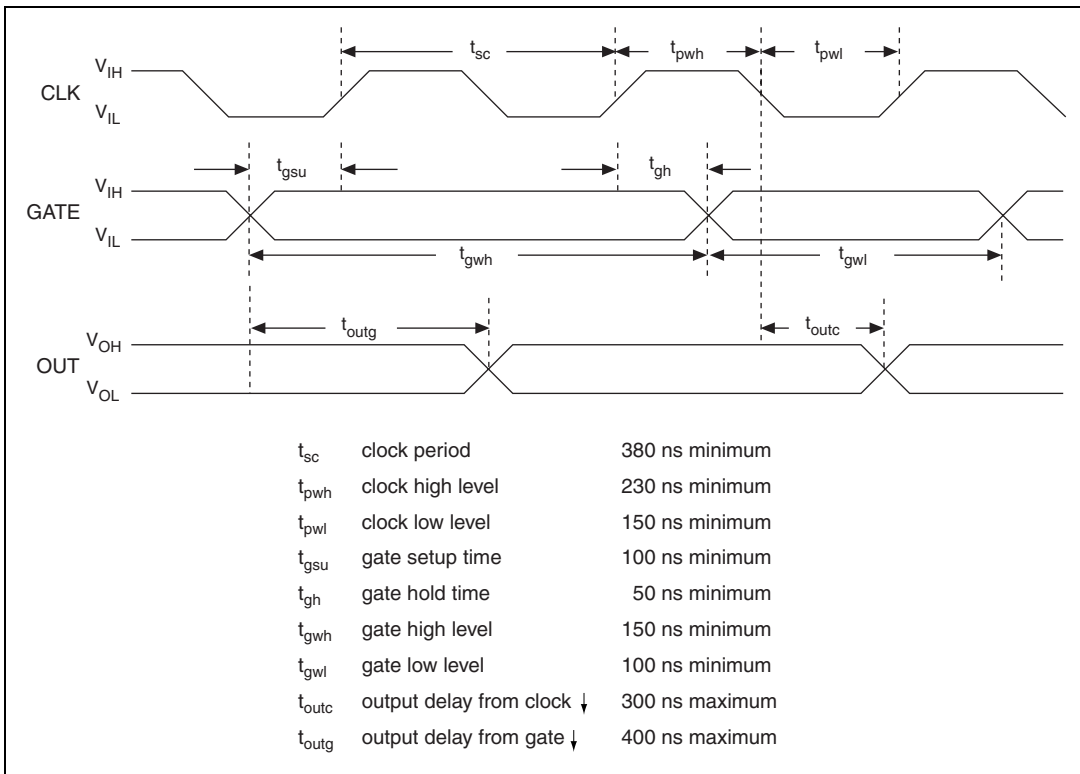 t_sc t_pwh t_pwl
V_IH
CLK
V_IL
t_gsu t_gh
V_IH
GATE
V_IL
t_gwh t_gwl
t_outg t_outc
V_OH
OUT
V_OL
t_sc clock period 380 ns minimum
t_pwh clock high level 230 ns minimum
t_pwl clock low level 150 ns minimum
t_gsu gate setup time 100 ns minimum
t_gh gate hold time 50 ns minimum
t_gwh gate high level 150 ns minimum
t_gwl gate low level 100 ns minimum
t_outc output delay from clock ↓ 300 ns maximum
t_outg output delay from gate ↓ 400 ns maximum